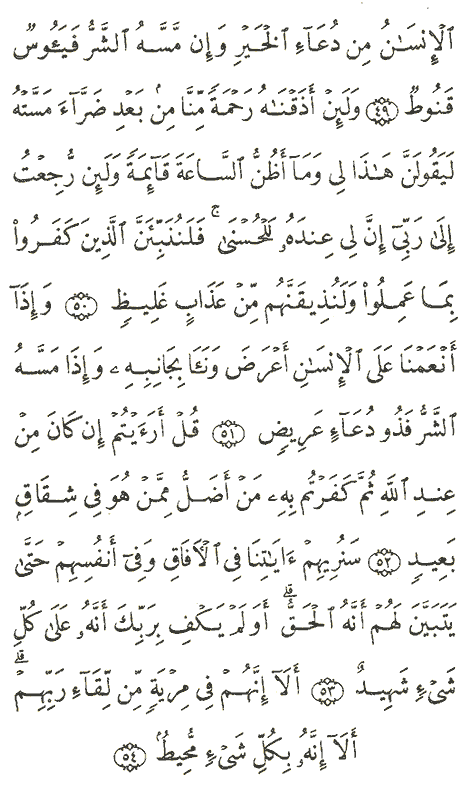 ٱلۡإِنسَٰنُ مِن دُعَآءِ ٱلۡخَيۡرِ وَإِن مَّسَّهُ ٱلشَّرُّ فَيَـُٔوسٞ
قَنُوطٞ ٤٩ وَلَئِنۡ أَذَقۡنَٰهُ رَحۡمَةٗ مِّنَّا مِنۢ بَعۡدِ ضَرَّآءَ مَسَّتۡهُ
لَيَقُولَنَّ هَٰذَا لِي وَمَآ أَظُنُّ ٱلسَّاعَةَ قَآئِمَةٗ وَلَئِن رُّجِعۡتُ
إِلَىٰ رَبِّيٓ إِنَّ لِي عِندَهُۥ لَلۡحُسۡنَىٰۚ فَلَنُنَبِّئَنَّ ٱلَّذِينَ كَفَرُواْ
بِمَا عَمِلُواْ وَلَنُذِيقَنَّهُم مِّنۡ عَذَابٍ غَلِيظٖ ٥٠ وَإِذَآ
أَنۡعَمۡنَا عَلَى ٱلۡإِنسَٰنِ أَعۡرَضَ وَنَـَٔا بِجَانِبِهِۦ وَإِذَا مَسَّهُ
ٱلشَّرُّ فَذُو دُعَآءٍ عَرِيضٖ ٥١ قُلۡ أَرَءَيۡتُمۡ إِن كَانَ مِنۡ
عِندِ ٱللَّهِ ثُمَّ كَفَرۡتُم بِهِۦ مَنۡ أَضَلُّ مِمَّنۡ هُوَ فِي شِقَاقِۭ
بَعِيدٖ ٥٢ سَنُرِيهِمۡ ءَايَٰتِنَا فِي ٱلۡأٓفَاقِ وَفِيٓ أَنفُسِهِمۡ حَتَّىٰ
يَتَبَيَّنَ لَهُمۡ أَنَّهُ ٱلۡحَقُّۗ أَوَلَمۡ يَكۡفِ بِرَبِّكَ أَنَّهُۥ عَلَىٰ كُلِّ
شَيۡءٖ شَهِيدٌ ٥٣ أَلَآ إِنَّهُمۡ فِي مِرۡيَةٖ مِّن لِّقَآءِ رَبِّهِمۡۗ
أَلَآ إِنَّهُۥ بِكُلِّ شَيۡءٖ مُّحِيطُۢ ٥٤